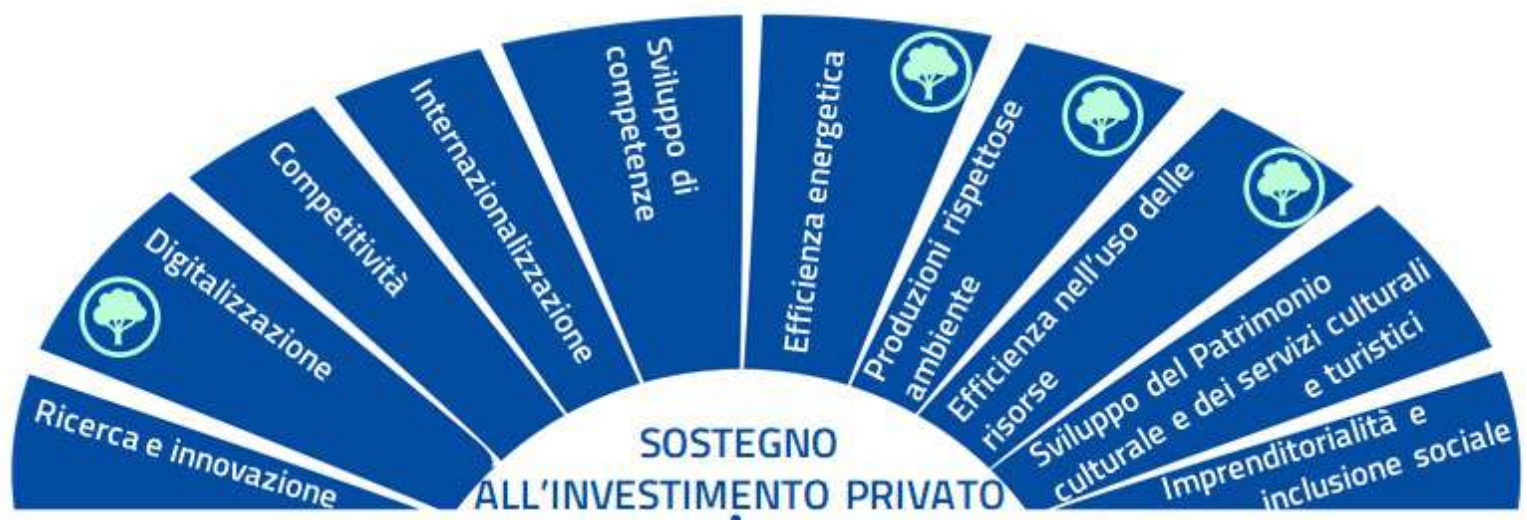 Ricerca e innovazione
Digitalizzazione
Competitività
Internazionalizzazione
Sviluppo di
competenze
Efficienza energetica
Produzioni rispettose
ambiente
Efficienza nell'uso delle
risorse
Sviluppo del Patrimonio
culturale e dei servizi culturali
e turistici
Imprenditorialità e
inclusione sociale
SOSTEGNO
ALL'INVESTIMENTO PRIVATO